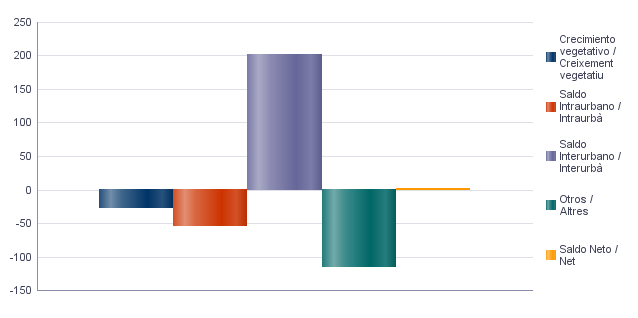 250
200
150
100
50
0
-50
-100
-150
Crecimiento
vegetativo /
Creixement
vegetatiu
Saldo
Intraurbano /
Intraurbà
Saldo
Interurbano /
Interurbà
Otros /
Altres
Saldo Neto /
Net